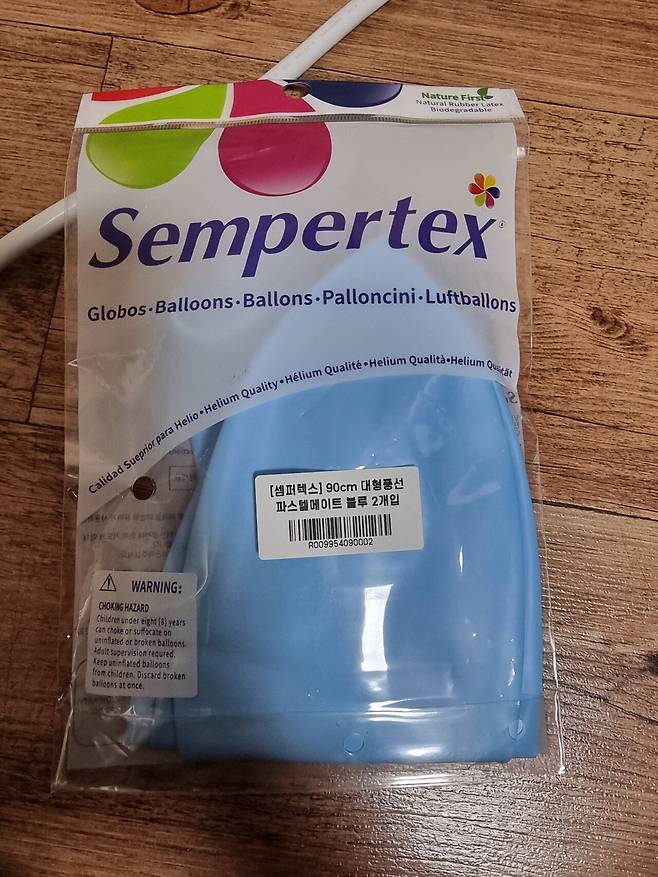 Nature First
Natural Rubber Latex
Biodegradable
Sempertex
Globos•Balloons•Ballons•Palloncini•Luftballons
Calidad Sueprior para Helio•Helium Quality•Hélium Qualité•Helium Qualità•Helium Qualität
[셈퍼텍스] 90cm 대형풍선
파스텔메이트 블루 2개입
R009954090002
WARNING:
CHOKING HAZARD
Children under eight [8] years
can choke or suffocate on
uninflated or broken balloons.
Adult supervision requred.
Keep uninflated balloons
from children. Discard broken
balloons at once.